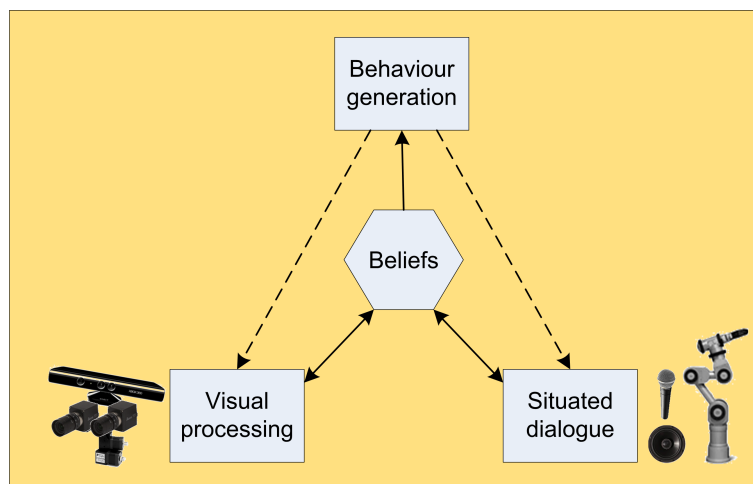 Behaviour
generation
Beliefs
Visual
processing
Situated
dialogue